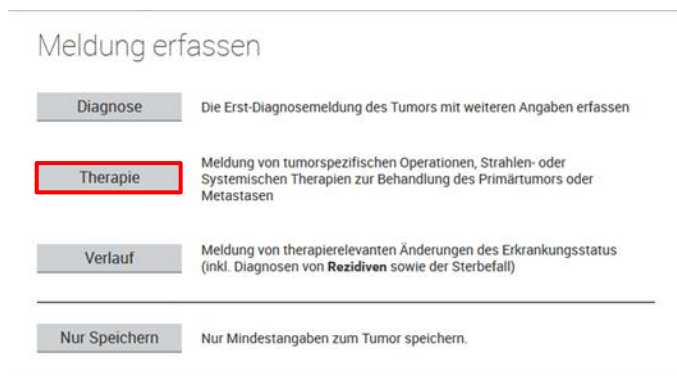 Meldung erfassen
Diagnose
Die Erst-Diagnosemeldung des Tumors mit weiteren Angaben erfassen
Therapie
Meldung von tumorspezifischen Operationen, Strahlen- oder
Systemischen Therapien zur Behandlung des Primärtumors oder
Metastasen
Verlauf
Meldung von therapierelevanten Änderungen des Erkrankungsstatus
(inkl. Diagnosen von Rezidiven sowie der Sterbefall)
Nur Speichern
Nur Mindestangaben zum Tumor speichern.